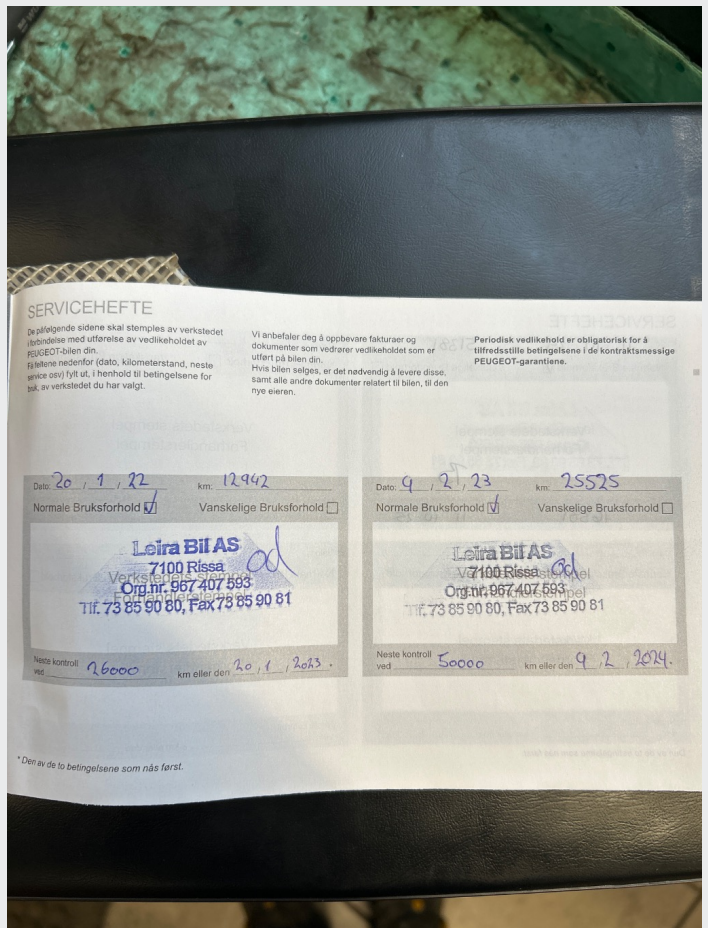 SERVICEHEFTE
De påfølgende sidene skal stemples av verkstedet
i forbindelse med utførelse av vedlikeholdet av
PEUGEOT-bilen din.
Få feltene nedenfor (dato, kilometerstand, neste
service osv) fylt ut, i henhold til betingelsene for
bruk, av verkstedet du har valgt.
Vi anbefaler deg å oppbevare fakturaer og
dokumenter som vedrører vedlikeholdet som er
utført på bilen din.
Hvis bilen selges, er det nødvendig å levere disse,
samt alle andre dokumenter relatert til bilen, til den
nye eieren.
Periodisk vedlikehold er obligatorisk for å
tilfredsstille betingelsene i de kontraktsmessige
PEUGEOT-garantiene.
Dato: 20 / 1 / 22 km: 12942
Normale Bruksforhold Vanskelige Bruksforhold
Leira Bil AS
7100 Rissa
Verkstedets stempel
Org.nr. 967 407 593
Forhandlerstempel
Tlf. 73 85 90 80, Fax 73 85 90 81
Neste kontroll
ved 26000 km eller den 20, 1, 2023.
Dato: 9 / 2 / 23 km: 25525
Normale Bruksforhold Vanskelige Bruksforhold
Leira Bil AS
7100 Rissa
Org.nr. 967 407 593
Tlf. 73 85 90 80, Fax 73 85 90 81
Neste kontroll
ved 50000 km eller den 9, 2, 2024.
* Den av de to betingelsene som nås først.